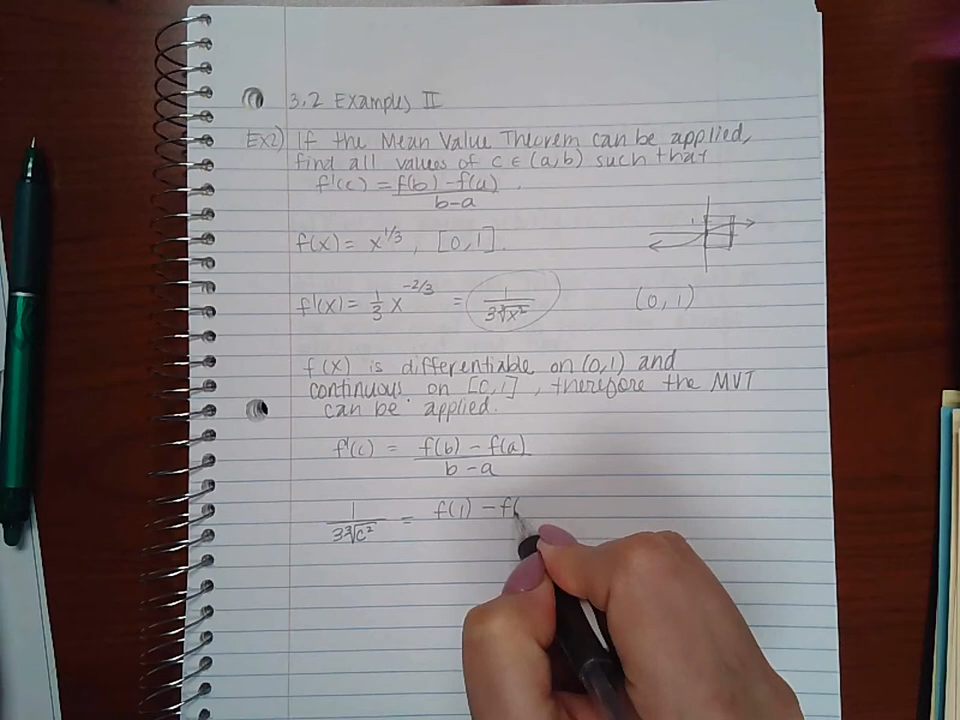 3.2 Examples II
Ex2) If the Mean Value Theorem can be applied,
find all values of c ∈ (a,b) such that
f'(c) = f(b) - f(a) / b-a .
f(x) = x^1/3 , [0,1].
f'(x) = 1/3 x^-2/3 = 1/3∛x² (0,1)
f(x) is differentiable on (0,1) and
continuous on [0,1], therefore the MVT
can be applied.
f'(c) = f(b) - f(a) / b - a
1/3∛c² = f(1) - f(